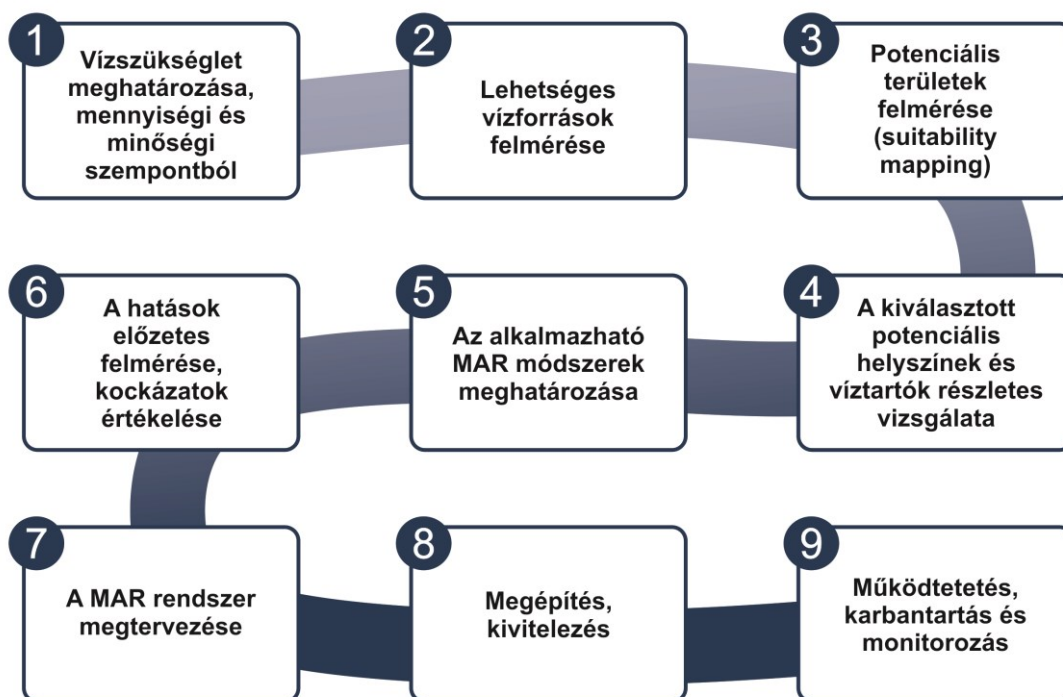 1
Vízszükséglet
meghatározása,
mennyiségi és
minőségi
szempontból
2
Lehetséges
vízforrások
felmérése
3
Potenciális
területek
felmérése
(suitability
mapping)
4
A kiválasztott
potenciális
helyszínek és
víztartók részletes
vizsgálata
5
Az alkalmazható
MAR módszerek
meghatározása
6
A hatások
előzetes
felmérése,
kockázatok
értékelése
7
A MAR rendszer
megtervezése
8
Megépítés,
kivitelezés
9
Működtetetés,
karbantartás és
monitorozás